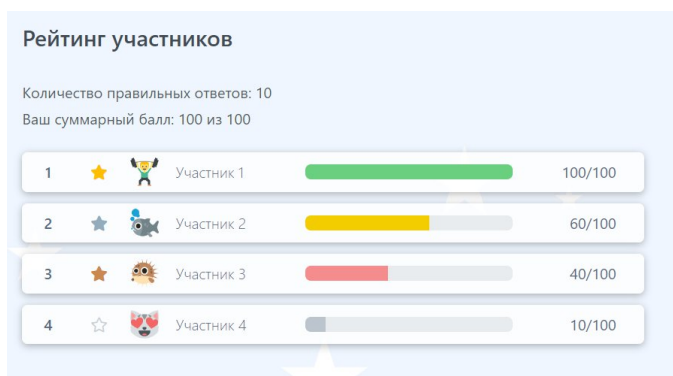 Рейтинг участников
Количество правильных ответов: 10
Ваш суммарный балл: 100 из 100
1 Участник 1 100/100
2 Участник 2 60/100
3 Участник 3 40/100
4 Участник 4 10/100